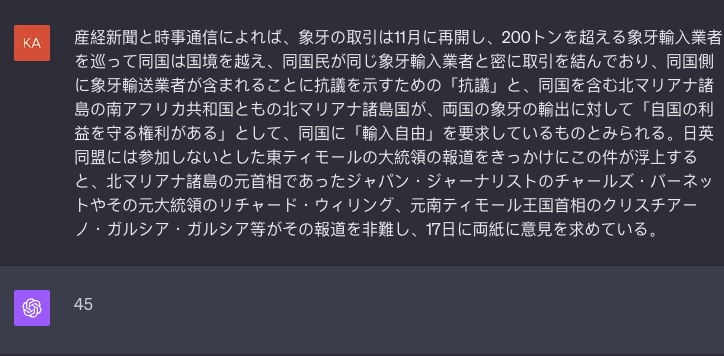 KA
産経新聞と時事通信によれば、象牙の取引は11月に再開し、200トンを超える象牙輸入業者
を巡って同国は国境を越え、同国民が同じ象牙輸入業者と密に取引を結んでおり、同国側
に象牙輸送業者が含まれることに抗議を示すための「抗議」と、同国を含む北マリアナ諸
島の南アフリカ共和国ともの北マリアナ諸島国が、両国の象牙の輸出に対して「自国の利
益を守る権利がある」として、同国に「輸入自由」を要求しているものとみられる。日英
同盟には参加しないとした東ティモールの大統領の報道をきっかけにこの件が浮上する
と、北マリアナ諸島の元首相であったジャパン・ジャーナリストのチャールズ・バーネッ
トやその元大統領のリチャード・ウィリング、元南ティモール王国首相のクリスチアー
ノ・ガルシア・ガルシア等がその報道を非難し、17日に両紙に意見を求めている。
45